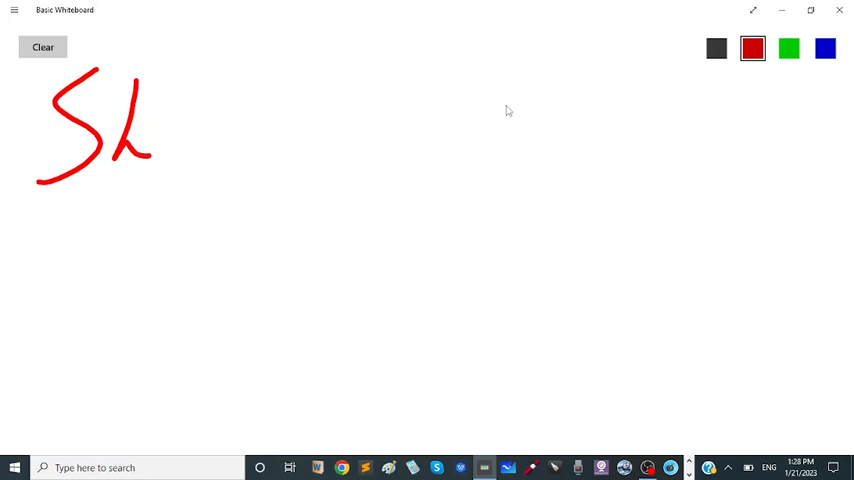 Basic Whiteboard
Clear
Sh
Type here to search
ENG
1:28 PM
1/21/2023